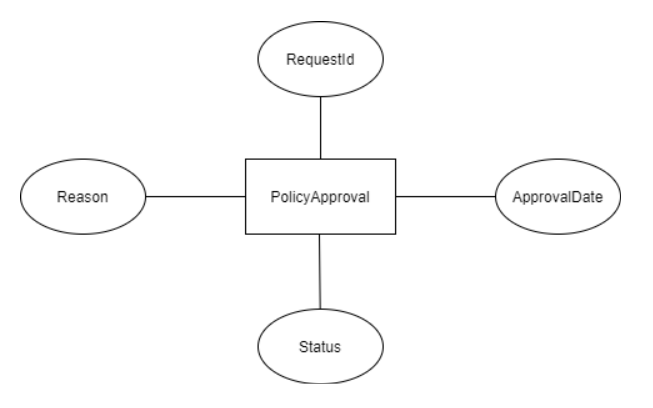 RequestId
Reason
PolicyApproval
ApprovalDate
Status